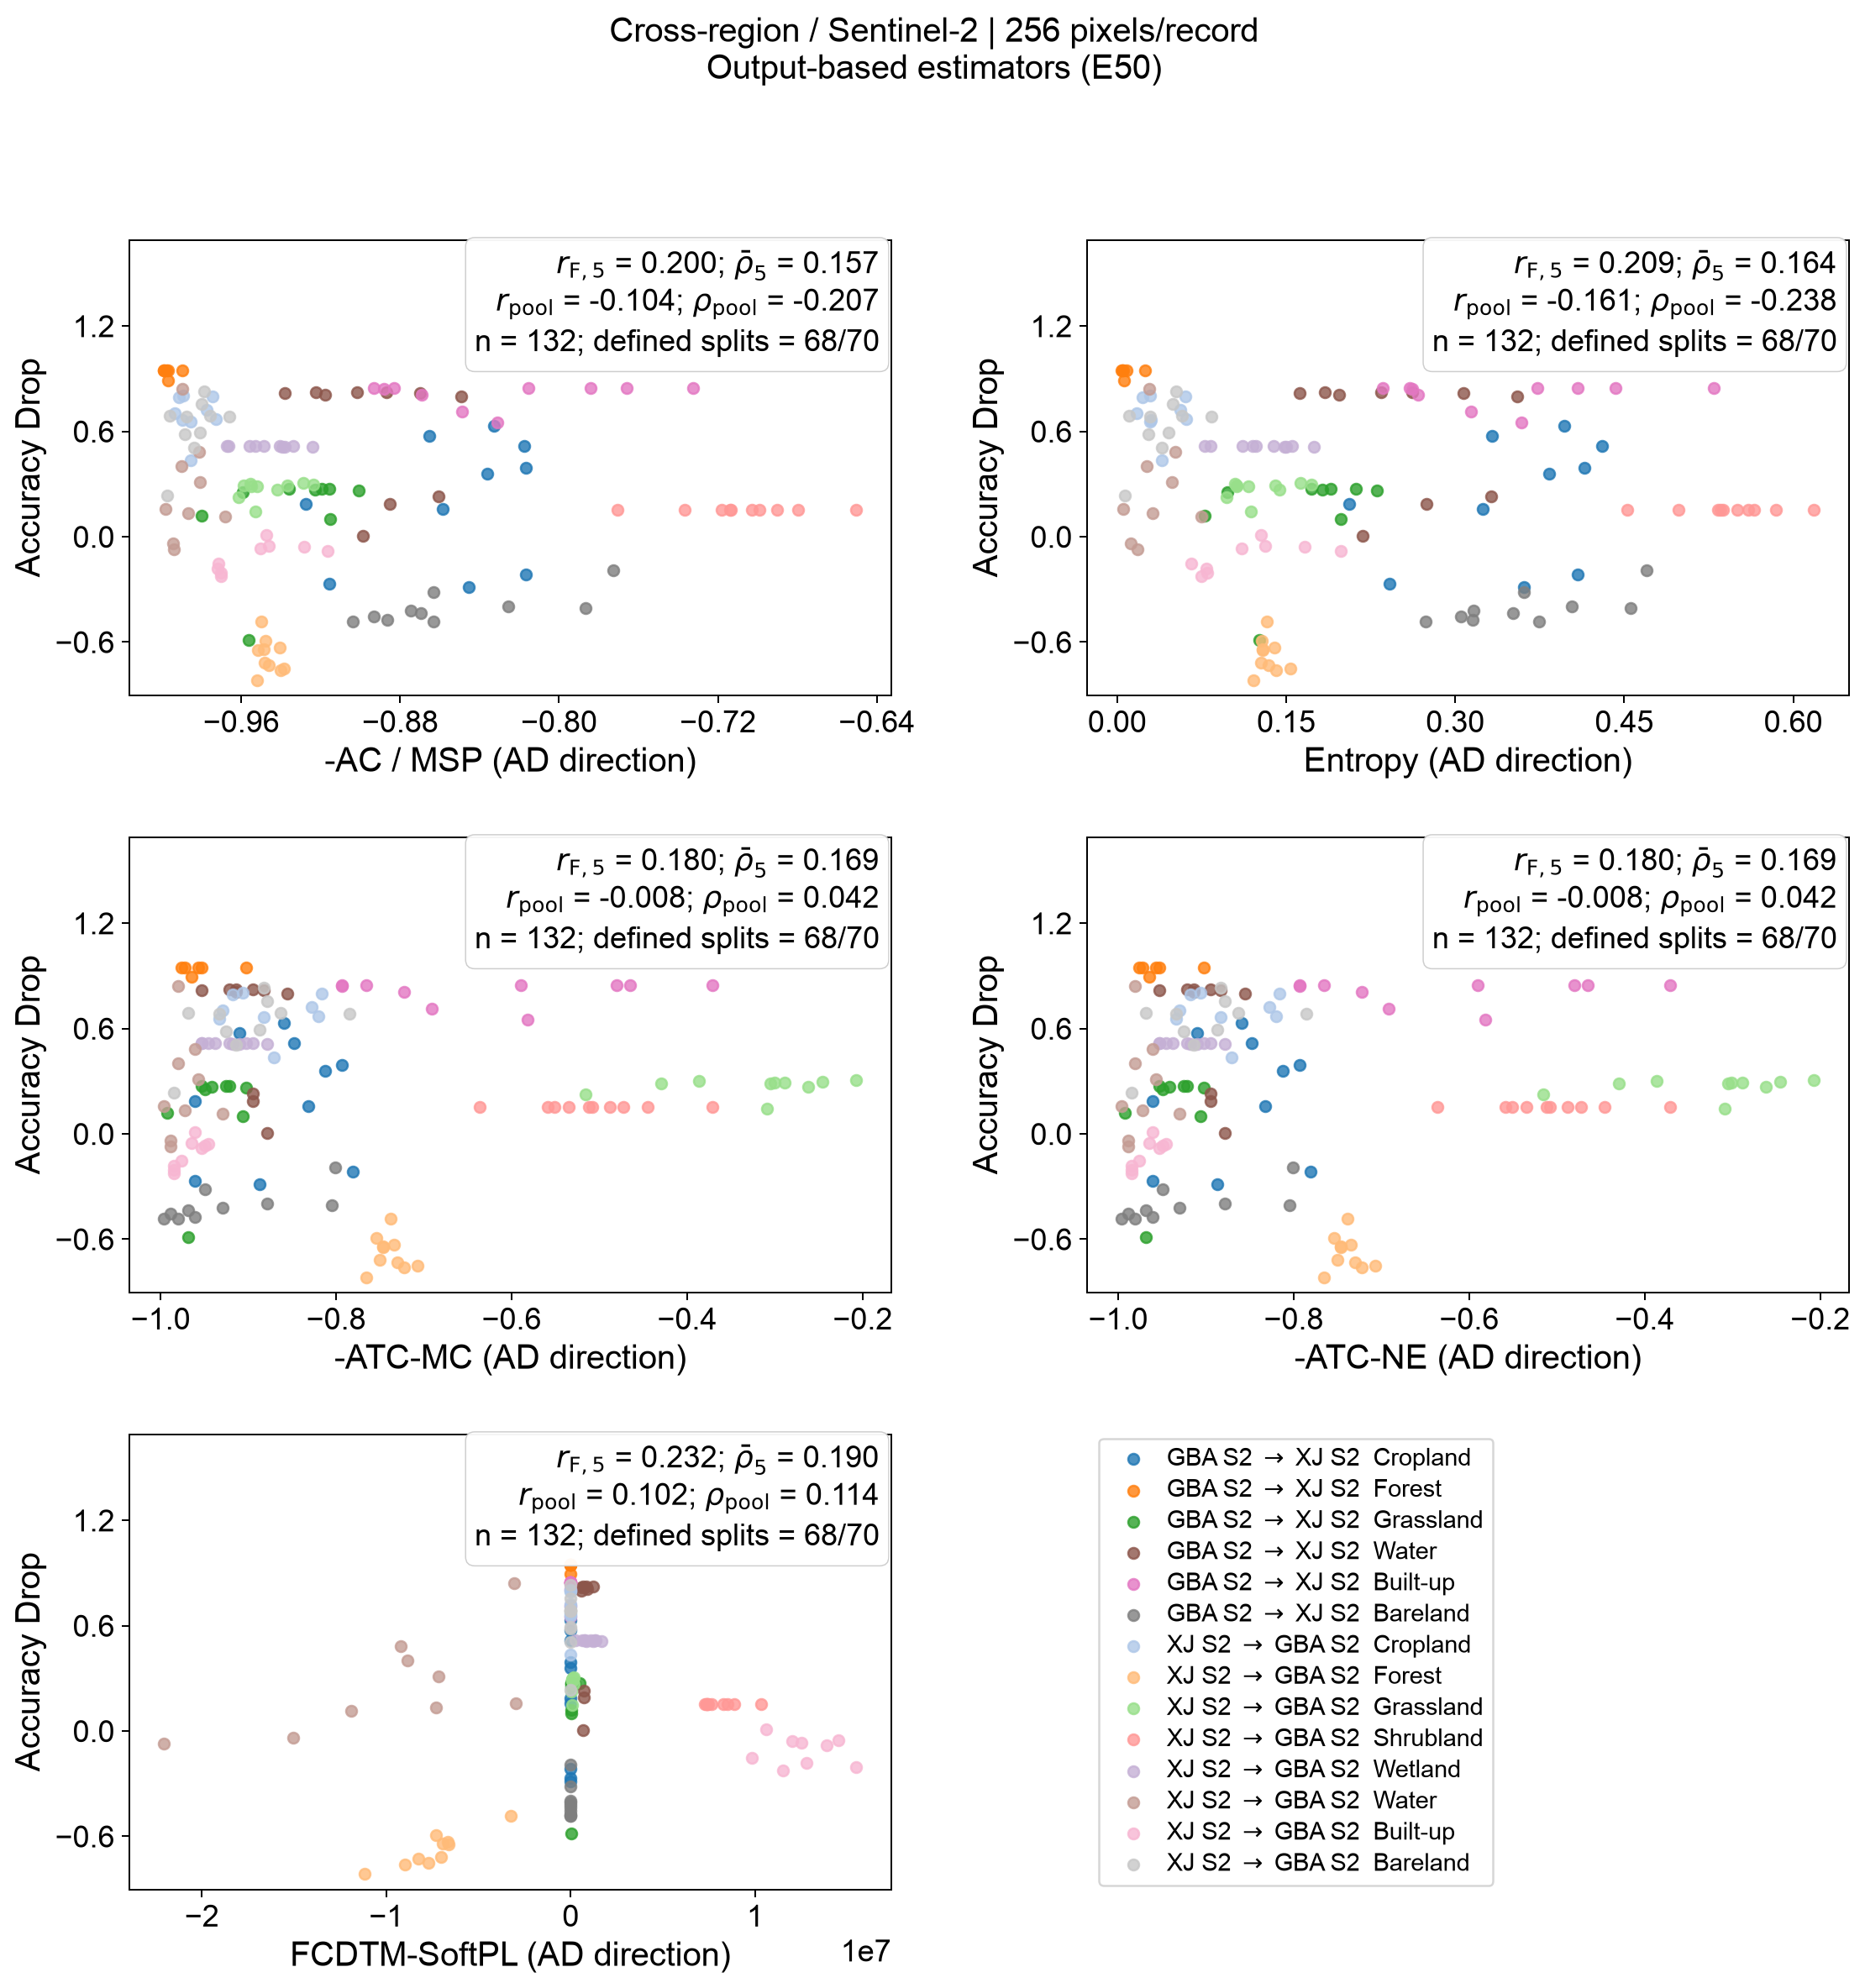 Cross-region / Sentinel-2 | 256 pixels/record
Output-based estimators (E50)
r_F, 5 = 0.200; ρ̄_5 = 0.157
r_pool = -0.104; ρ_pool = -0.207
n = 132; defined splits = 68/70
Accuracy Drop
1.2
0.6
0.0
−0.6
−0.96
−0.88
−0.80
−0.72
−0.64
-AC / MSP (AD direction)
r_F, 5 = 0.209; ρ̄_5 = 0.164
r_pool = -0.161; ρ_pool = -0.238
n = 132; defined splits = 68/70
Accuracy Drop
1.2
0.6
0.0
−0.6
0.00
0.15
0.30
0.45
0.60
Entropy (AD direction)
r_F, 5 = 0.180; ρ̄_5 = 0.169
r_pool = -0.008; ρ_pool = 0.042
n = 132; defined splits = 68/70
Accuracy Drop
1.2
0.6
0.0
−0.6
−1.0
−0.8
−0.6
−0.4
−0.2
-ATC-MC (AD direction)
r_F, 5 = 0.180; ρ̄_5 = 0.169
r_pool = -0.008; ρ_pool = 0.042
n = 132; defined splits = 68/70
Accuracy Drop
1.2
0.6
0.0
−0.6
−1.0
−0.8
−0.6
−0.4
−0.2
-ATC-NE (AD direction)
r_F, 5 = 0.232; ρ̄_5 = 0.190
r_pool = 0.102; ρ_pool = 0.114
n = 132; defined splits = 68/70
Accuracy Drop
1.2
0.6
0.0
−0.6
−2
−1
0
1
1e7
FCDTM-SoftPL (AD direction)
GBA S2 → XJ S2 Cropland
GBA S2 → XJ S2 Forest
GBA S2 → XJ S2 Grassland
GBA S2 → XJ S2 Water
GBA S2 → XJ S2 Built-up
GBA S2 → XJ S2 Bareland
XJ S2 → GBA S2 Cropland
XJ S2 → GBA S2 Forest
XJ S2 → GBA S2 Grassland
XJ S2 → GBA S2 Shrubland
XJ S2 → GBA S2 Wetland
XJ S2 → GBA S2 Water
XJ S2 → GBA S2 Built-up
XJ S2 → GBA S2 Bareland